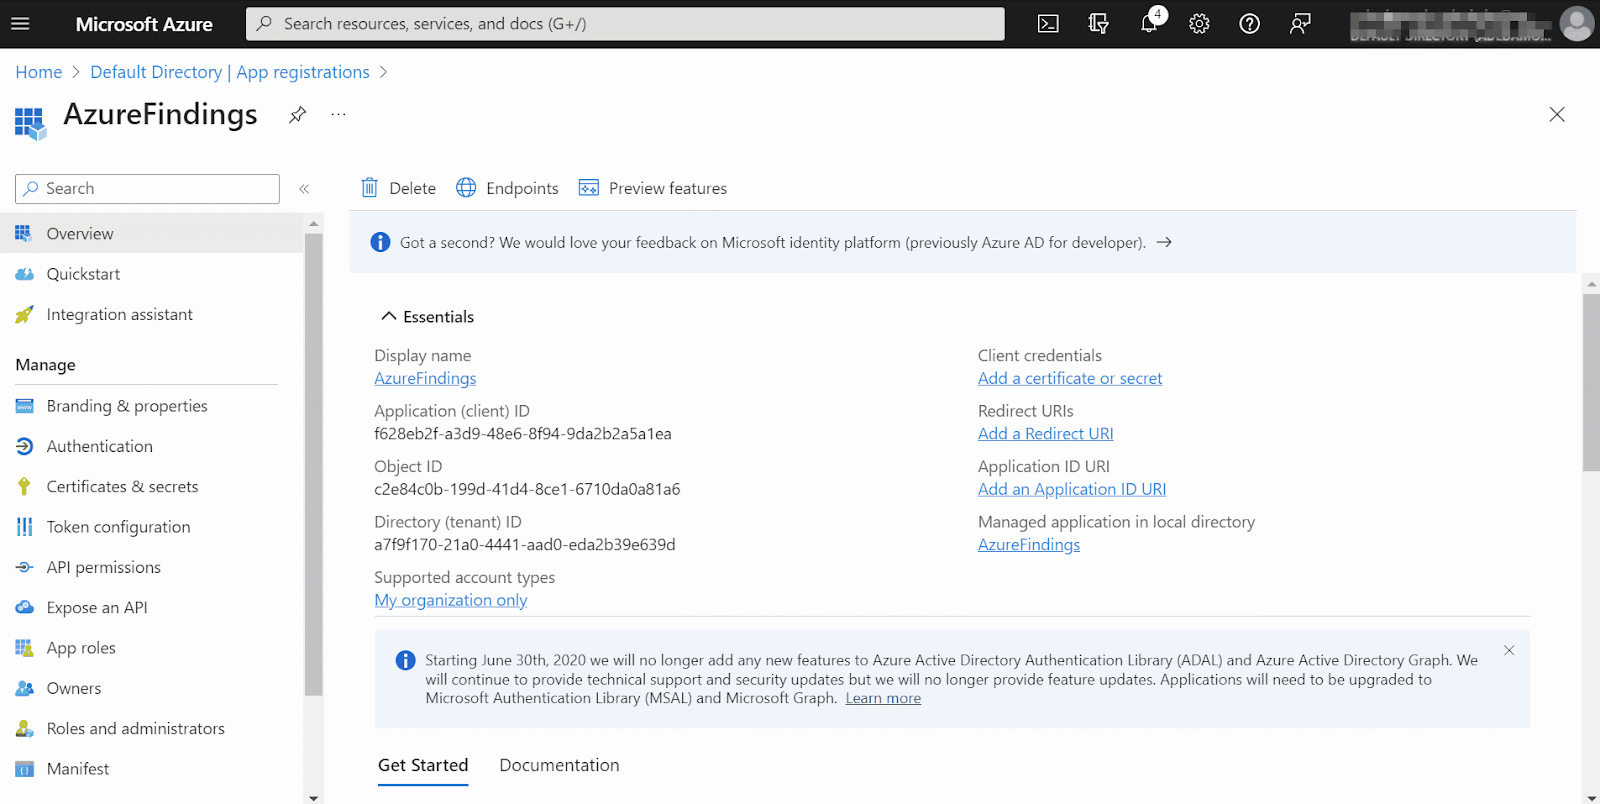 Microsoft Azure
Search resources, services, and docs (G+/)
4
Home > Default Directory | App registrations >
AzureFindings
...
Search
«
Overview
Quickstart
Integration assistant
Manage
Branding & properties
Authentication
Certificates & secrets
Token configuration
API permissions
Expose an API
App roles
Owners
Roles and administrators
Manifest
Delete
Endpoints
Preview features
Got a second? We would love your feedback on Microsoft identity platform (previously Azure AD for developer). →
Essentials
Display name
AzureFindings
Application (client) ID
f628eb2f-a3d9-48e6-8f94-9da2b2a5a1ea
Object ID
c2e84c0b-199d-41d4-8ce1-6710da0a81a6
Directory (tenant) ID
a7f9f170-21a0-4441-aad0-eda2b39e639d
Supported account types
My organization only
Client credentials
Add a certificate or secret
Redirect URIs
Add a Redirect URI
Application ID URI
Add an Application ID URI
Managed application in local directory
AzureFindings
Starting June 30th, 2020 we will no longer add any new features to Azure Active Directory Authentication Library (ADAL) and Azure Active Directory Graph. We
will continue to provide technical support and security updates but we will no longer provide feature updates. Applications will need to be upgraded to
Microsoft Authentication Library (MSAL) and Microsoft Graph. Learn more
Get Started
Documentation